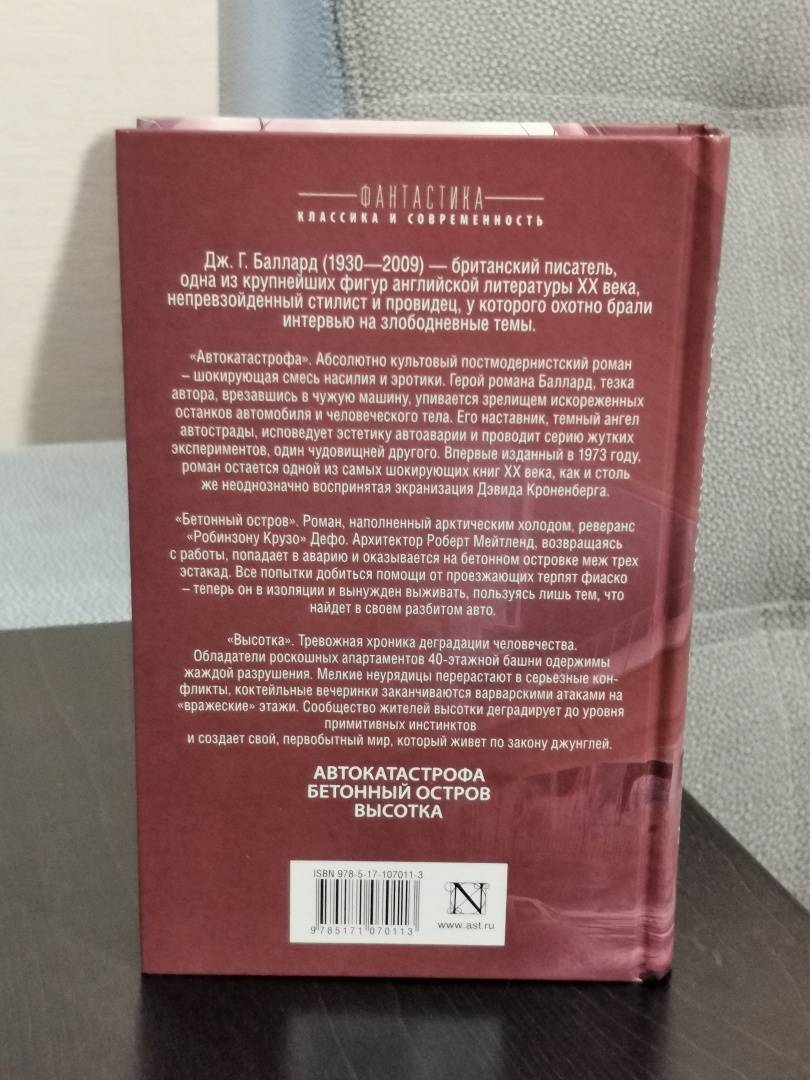 ФАНТАСТИКА
КЛАССИКА И СОВРЕМЕННОСТЬ
Дж. Г. Баллард (1930—2009) — британский писатель,
одна из крупнейших фигур английской литературы XX века,
непревзойденный стилист и провидец, у которого охотно брали
интервью на злободневные темы.
«Автокатастрофа». Абсолютно культовый постмодернистский роман
– шокирующая смесь насилия и эротики. Герой романа Баллард, тезка
автора, врезавшись в чужую машину, упивается зрелищем искореженных
останков автомобиля и человеческого тела. Его наставник, темный ангел
автострады, исповедует эстетику автоаварии и проводит серию жутких
экспериментов, один чудовищней другого. Впервые изданный в 1973 году,
роман остается одной из самых шокирующих книг XX века, как и столь
же неоднозначно воспринятая экранизация Дэвида Кроненберга.
«Бетонный остров». Роман, наполненный арктическим холодом, реверанс
«Робинзону Крузо» Дефо. Архитектор Роберт Мейтленд, возвращаясь
с работы, попадает в аварию и оказывается на бетонном островке меж трех
эстакад. Все попытки добиться помощи от проезжающих терпят фиаско
– теперь он в изоляции и вынужден выживать, пользуясь лишь тем, что
найдет в своем разбитом авто.
«Высотка». Тревожная хроника деградации человечества.
Обладатели роскошных апартаментов 40-этажной башни одержимы
жаждой разрушения. Мелкие неурядицы перерастают в серьезные кон-
фликты, коктейльные вечеринки заканчиваются варварскими атаками на
«вражеские» этажи. Сообщество жителей высотки деградирует до уровня
примитивных инстинктов
и создает свой, первобытный мир, который живет по закону джунглей.
АВТОКАТАСТРОФА
БЕТОННЫЙ ОСТРОВ
ВЫСОТКА
ISBN 978-5-17-107011-3
9 785171 070113
N
www.ast.ru